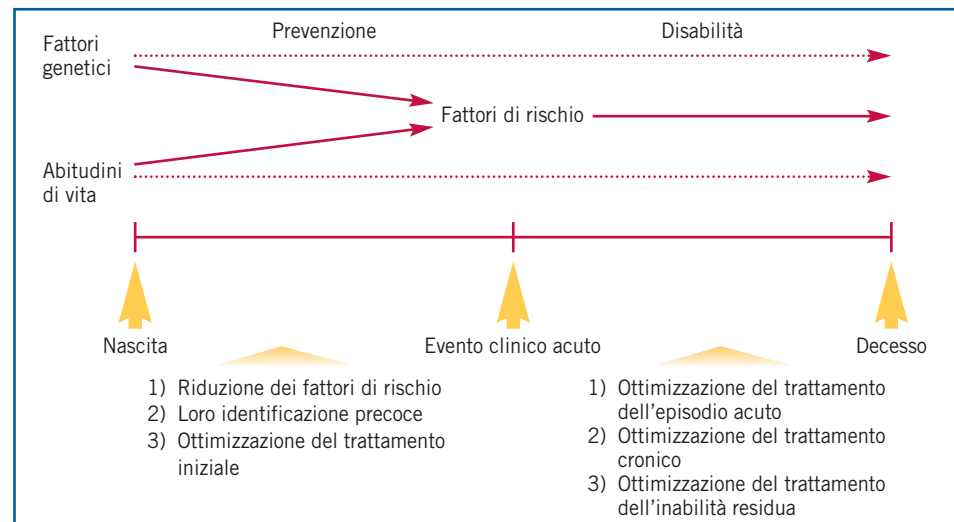 Prevenzione
Disabilità
Fattori
genetici
Fattori di rischio
Abitudini
di vita
Nascita
Evento clinico acuto
Decesso
1) Riduzione dei fattori di rischio
2) Loro identificazione precoce
3) Ottimizzazione del trattamento
iniziale
1) Ottimizzazione del trattamento
dell’episodio acuto
2) Ottimizzazione del trattamento
cronico
3) Ottimizzazione del trattamento
dell’inabilità residua